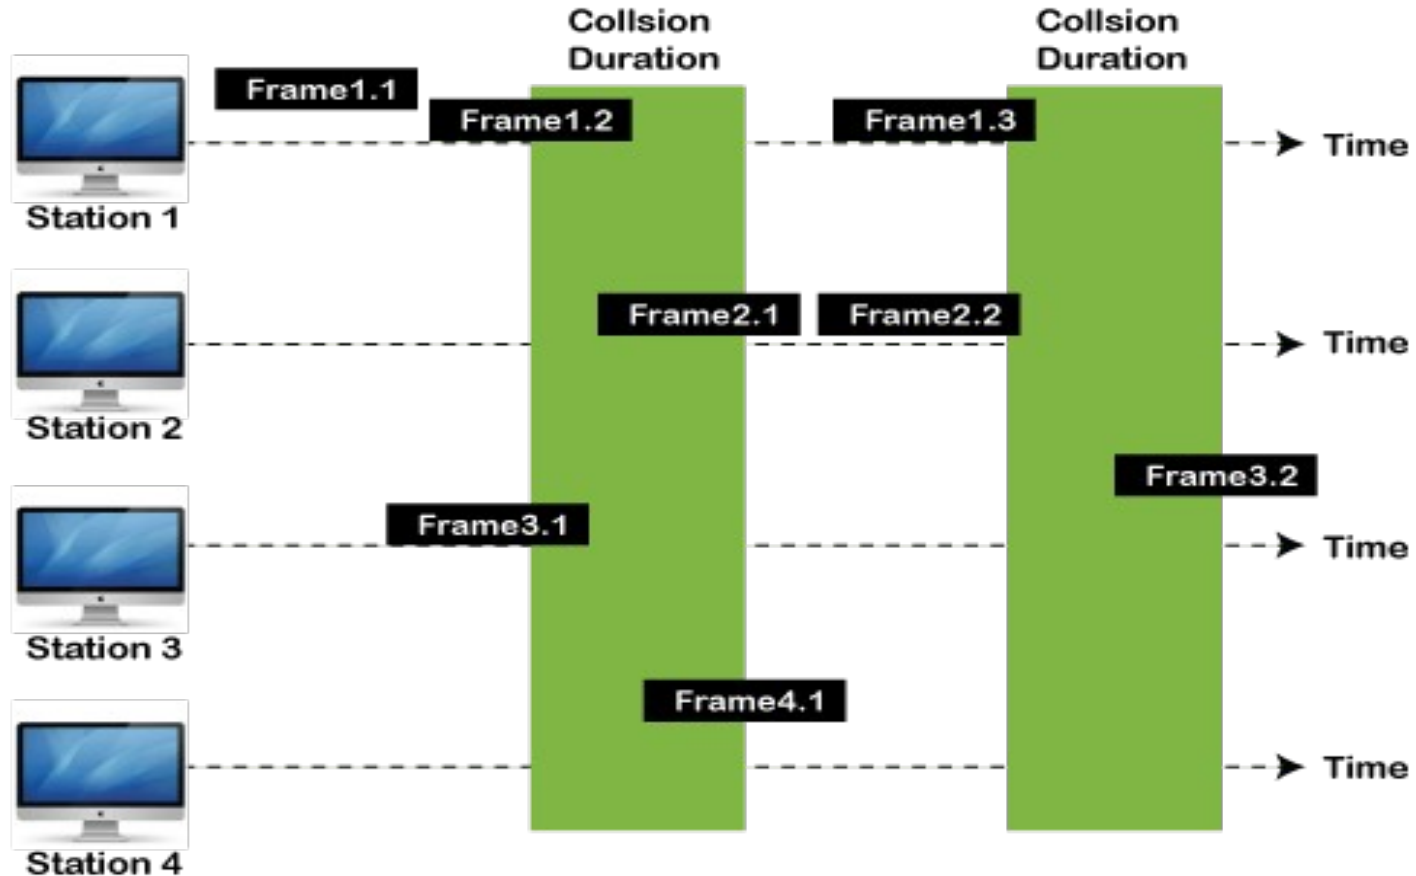 Collsion
Duration
Collsion
Duration
Frame1.1
Frame1.2
Frame1.3
Time
Station 1
Frame2.1
Frame2.2
Time
Station 2
Frame3.2
Frame3.1
Time
Station 3
Frame4.1
Time
Station 4